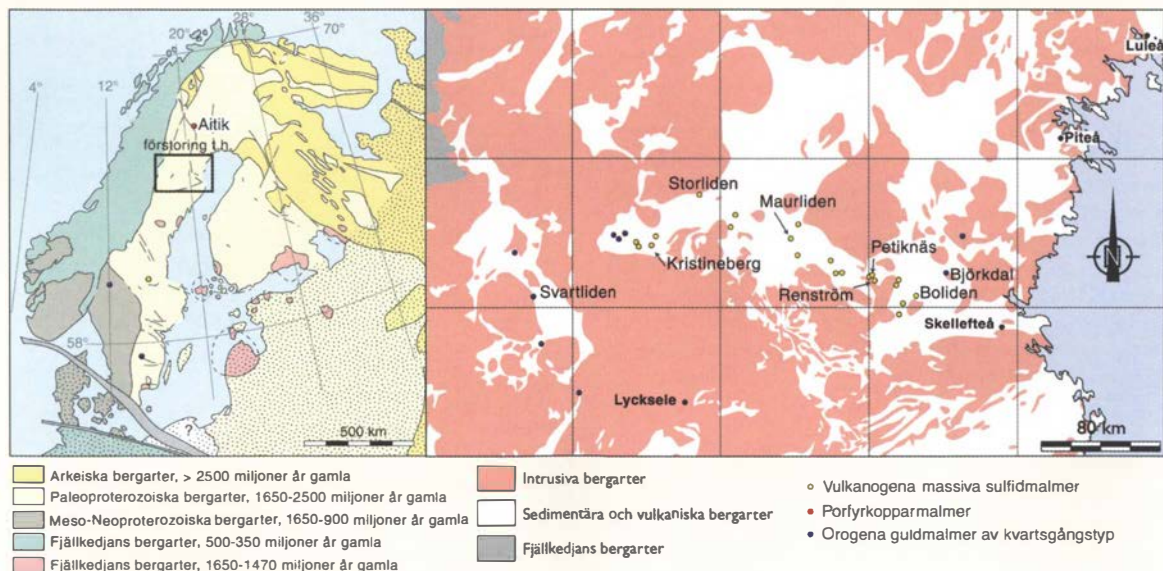 20°
28°
36°
70°
4°
12°
Aitik
förstoring t.h.
58°
?
500 km
Luleå
Piteå
Storliden
Maurliden
Petiknäs
Kristineberg
Björkdal
Renström
Boliden
Svartliden
Skellefteå
Lycksele
80 km
N
Arkeiska bergarter, > 2500 miljoner år gamla
Paleoproterozoiska bergarter, 1650-2500 miljoner år gamla
Meso-Neoproterozoiska bergarter, 1650-900 miljoner år gamla
Fjällkedjans bergarter, 500-350 miljoner år gamla
Fjällkedjans bergarter, 1650-1470 miljoner år gamla
Intrusiva bergarter
Sedimentära och vulkaniska bergarter
Fjällkedjans bergarter
Vulkanogena massiva sulfidmalmer
Porfyrkopparmalmer
Orogena guldmalmer av kvartsgångstyp